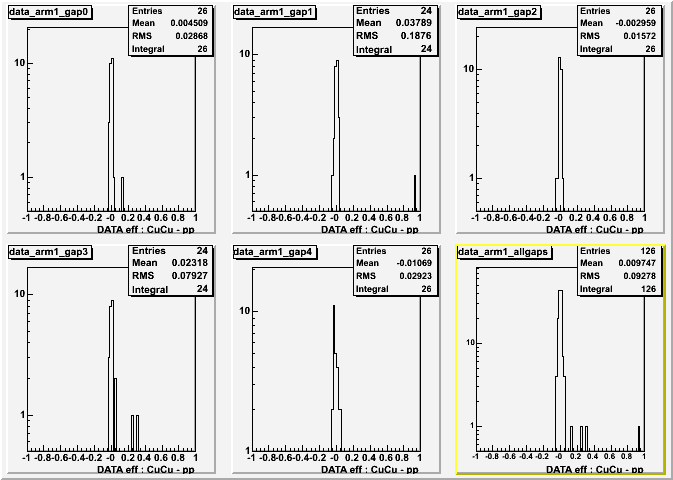 data_arm1_gap0
Entries 26
Mean 0.004509
RMS 0.02868
Integral 26
10
1
-1 -0.8-0.6-0.4-0.2 0 0.2 0.4 0.6 0.8 1
DATA eff : CuCu - pp
data_arm1_gap1
Entries 24
Mean 0.03789
RMS 0.1876
Integral 24
10
1
-1 -0.8-0.6-0.4-0.2 0 0.2 0.4 0.6 0.8 1
DATA eff : CuCu - pp
data_arm1_gap2
Entries 26
Mean -0.002959
RMS 0.01572
Integral 26
10
1
-1 -0.8-0.6-0.4-0.2 0 0.2 0.4 0.6 0.8 1
DATA eff : CuCu - pp
data_arm1_gap3
Entries 24
Mean 0.02318
RMS 0.07927
Integral 24
10
1
-1 -0.8-0.6-0.4-0.2 0 0.2 0.4 0.6 0.8 1
DATA eff : CuCu - pp
data_arm1_gap4
Entries 26
Mean -0.01069
RMS 0.02923
Integral 26
10
1
-1 -0.8-0.6-0.4-0.2 0 0.2 0.4 0.6 0.8 1
DATA eff : CuCu - pp
data_arm1_allgaps
Entries 126
Mean 0.009747
RMS 0.09278
Integral 126
10
1
-1 -0.8-0.6-0.4-0.2 0 0.2 0.4 0.6 0.8 1
DATA eff : CuCu - pp